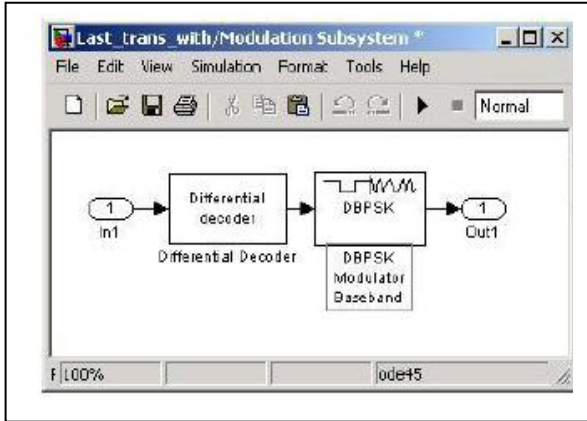 Last_trans_with/Modulation Subsystem *
File Edit View Simulation Format Tools Help
Normal
1
In1
Differential
decoder
Differential Decoder
DBPSK
DBPSK
Modulator
Baseband
1
Out1
F 100% ode45